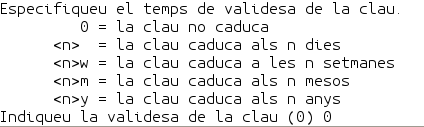 Especifiqueu el temps de validesa de la clau.
0 = la clau no caduca
<n> = la clau caduca als n dies
<n>w = la clau caduca a les n setmanes
<n>m = la clau caduca als n mesos
<n>y = la clau caduca als n anys
Indiqueu la validesa de la clau (0) 0